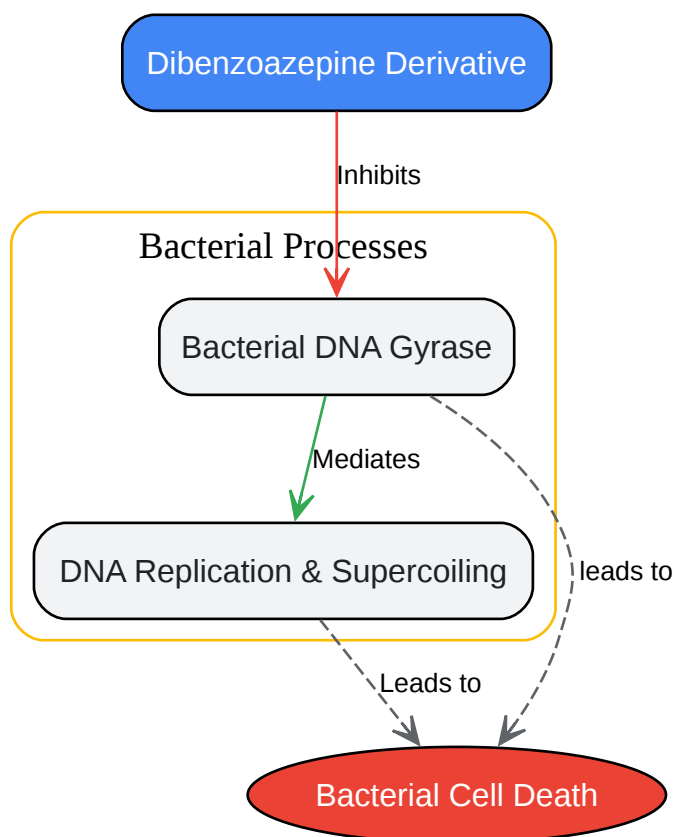 Dibenzoazepine Derivative
Inhibits
Bacterial Processes
Bacterial DNA Gyrase
Mediates
DNA Replication & Supercoiling
leads to
Leads to
Bacterial Cell Death